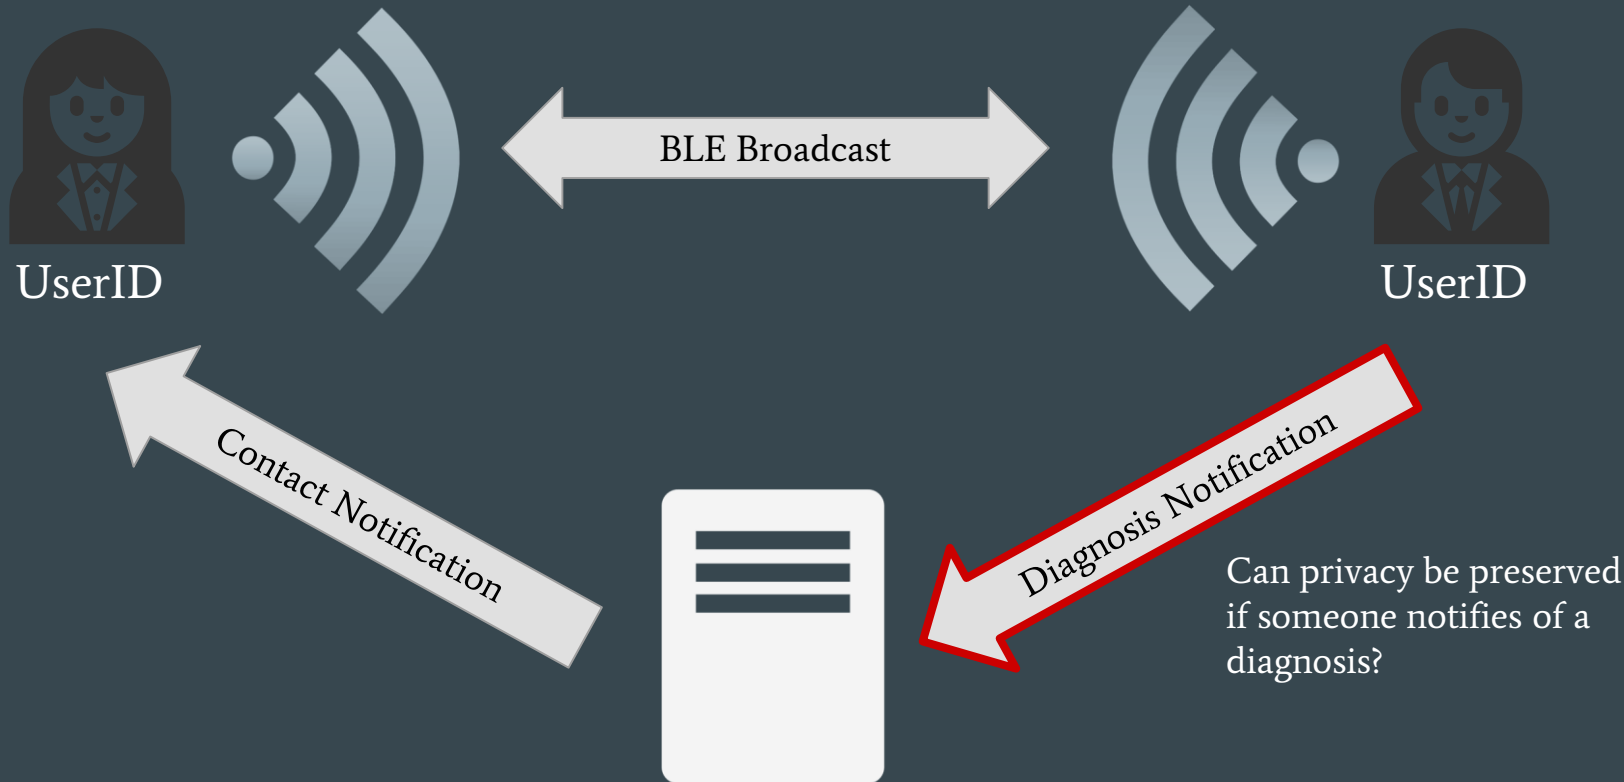 BLE Broadcast
UserID
UserID
Contact Notification
Diagnosis Notification
Can privacy be preserved
if someone notifies of a
diagnosis?